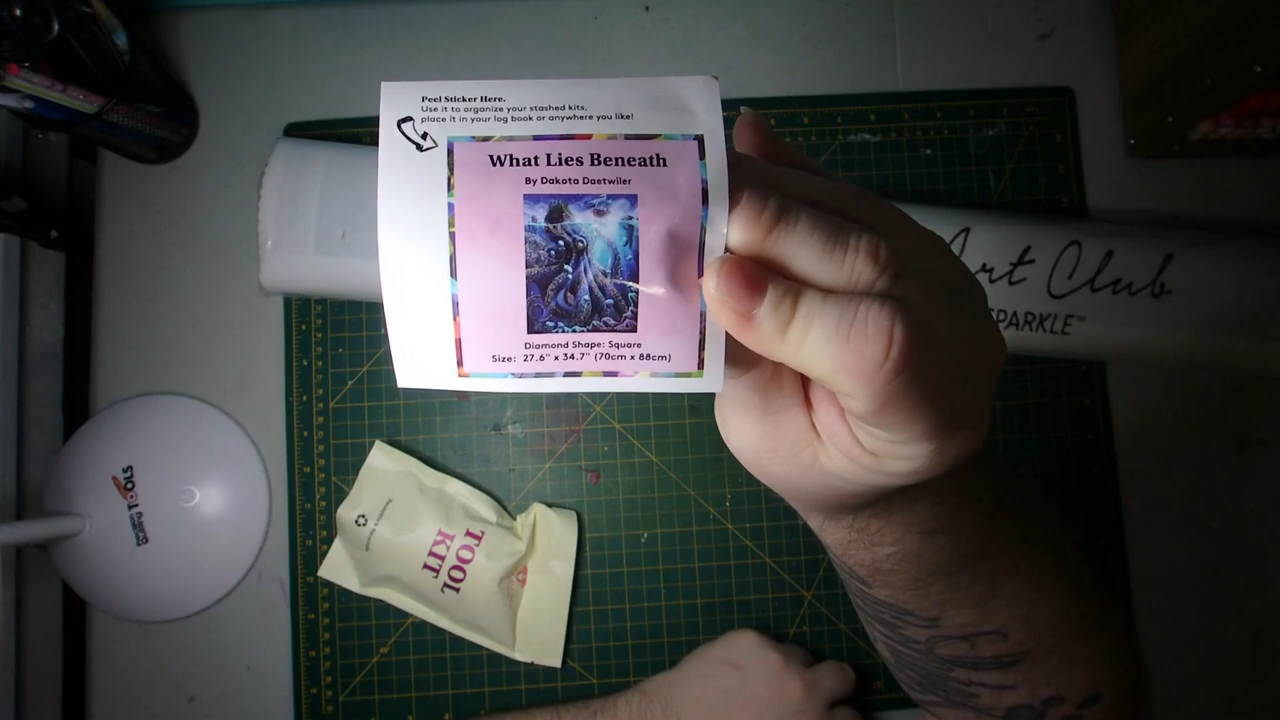 Peel Sticker Here.
Use it to organize your stashed kits,
place it in your log book or anywhere you like!
What Lies Beneath
By Dakota Daetwiler
Diamond Shape: Square
Size: 27.6" x 34.7" (70cm x 88cm)
Art Club
SPARKLE™
TOOL
KIT
TOOLS